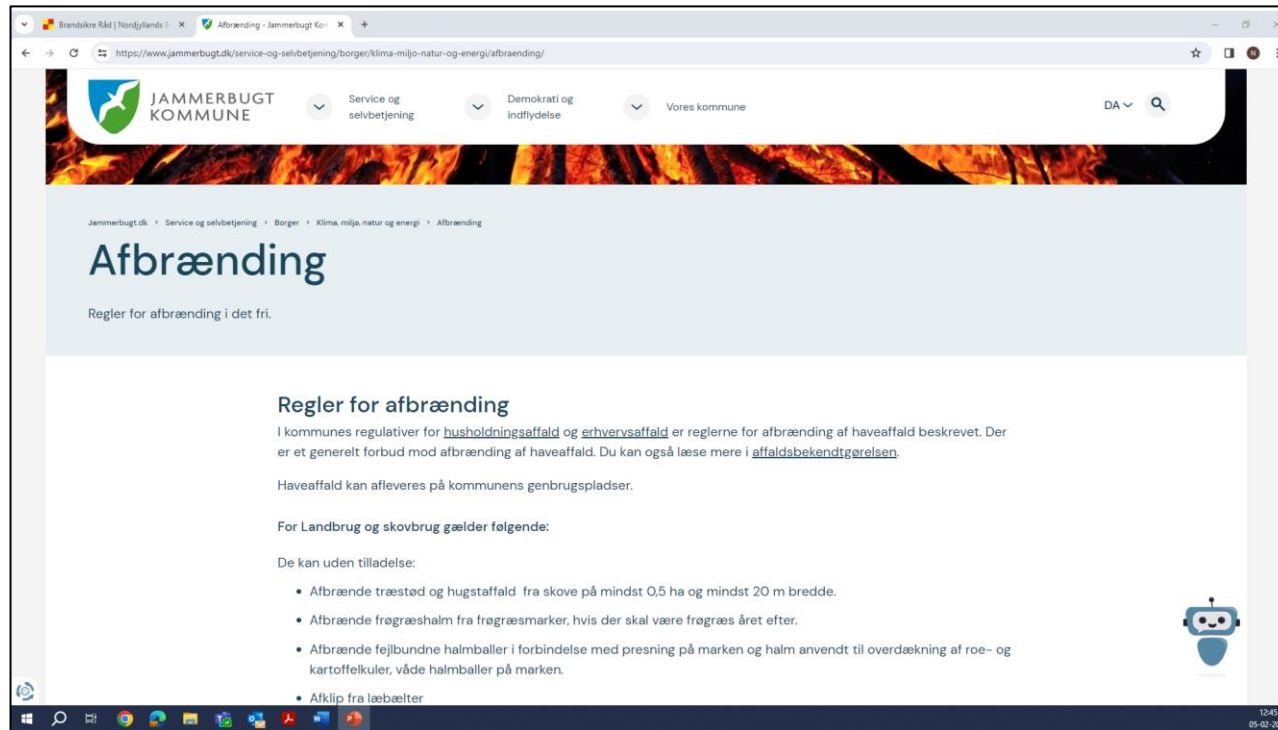 Brandsikre Råd | Nordjyllands B
Afbrænding - Jammerbugt Kom
https://www.jammerbugt.dk/service-og-selvbetjening/borger/klima-miljo-natur-og-energi/afbraending/
N
JAMMERBUGT
KOMMUNE
Service og
selvbetjening
Demokrati og
indflydelse
Vores kommune
DA
Jammerbugt.dk > Service og selvbetjening > Borger > Klima, miljø, natur og energi > Afbrænding
Afbrænding
Regler for afbrænding i det fri.
Regler for afbrænding
I kommunes regulativer for husholdningsaffald og erhvervsaffald er reglerne for afbrænding af haveaffald beskrevet. Der
er et generelt forbud mod afbrænding af haveaffald. Du kan også læse mere i affaldsbekendtgørelsen.
Haveaffald kan afleveres på kommunens genbrugspladser.
For Landbrug og skovbrug gælder følgende:
De kan uden tilladelse:
• Afbrænde træstød og hugstaffald fra skove på mindst 0,5 ha og mindst 20 m bredde.
• Afbrænde frøgræshalm fra frøgræsmarker, hvis der skal være frøgræs året efter.
• Afbrænde fejlbundne halmballer i forbindelse med presning på marken og halm anvendt til overdækning af roe- og
kartoffelkuler, våde halmballer på marken.
• Afklip fra læbælter
12:45
05-02-20